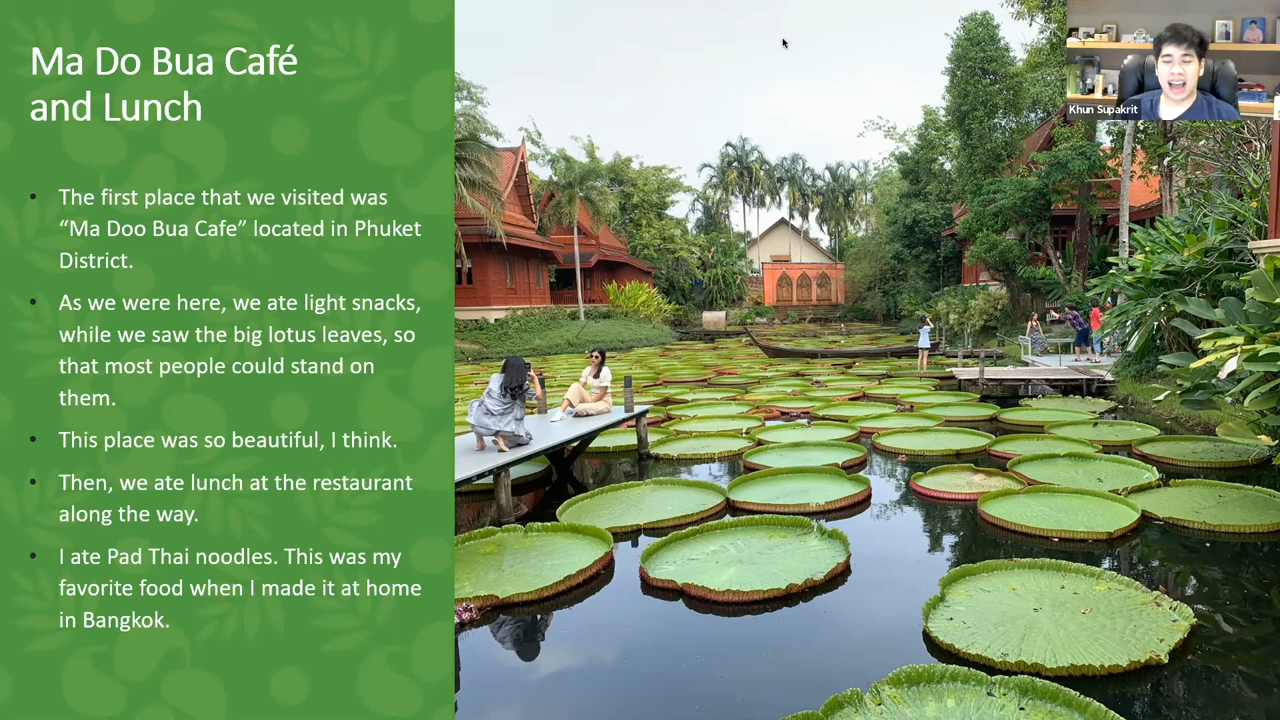 Ma Do Bua Café
and Lunch
• The first place that we visited was
“Ma Doo Bua Cafe” located in Phuket
District.
• As we were here, we ate light snacks,
while we saw the big lotus leaves, so
that most people could stand on
them.
• This place was so beautiful, I think.
• Then, we ate lunch at the restaurant
along the way.
• I ate Pad Thai noodles. This was my
favorite food when I made it at home
in Bangkok.
Khun Supakrit